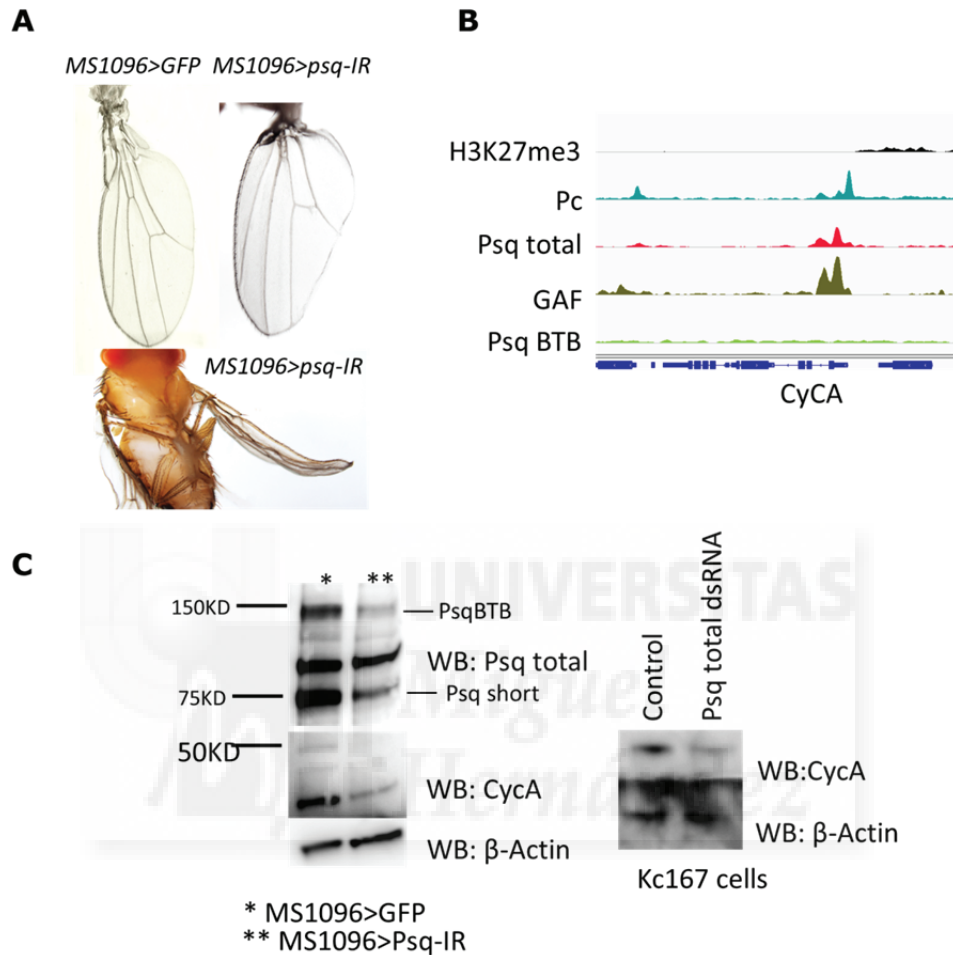 A
MS1096>GFP
MS1096>psq-IR
MS1096>psq-IR
B
H3K27me3
Pc
Psq total
GAF
Psq BTB
CyCA
C
* **
150KD
PsqBTB
WB: Psq total
75KD
Psq short
50KD
WB: CycA
WB: β-Actin
* MS1096>GFP
** MS1096>Psq-IR
Control
Psq total dsRNA
WB:CycA
WB: β-Actin
Kc167 cells
UNIVERSITAS
Miguel
Hernández